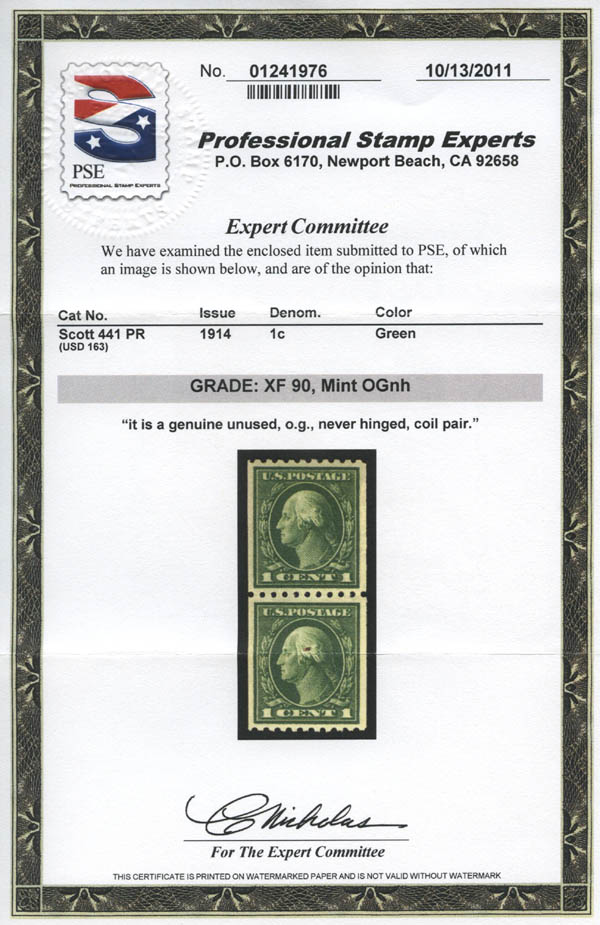 No. 01241976 10/13/2011
PSE
PROFESSIONAL STAMP EXPERTS
Professional Stamp Experts
P.O. Box 6170, Newport Beach, CA 92658
Expert Committee
We have examined the enclosed item submitted to PSE, of which
an image is shown below, and are of the opinion that:
Cat No. Issue Denom. Color
Scott 441 PR 1914 1c Green
(USD 163)
GRADE: XF 90, Mint OGnh
“it is a genuine unused, o.g., never hinged, coil pair.”
U.S. POSTAGE
1 CENT 1
U.S. POSTAGE
1 CENT 1
C Nicholas
For The Expert Committee
THIS CERTIFICATE IS PRINTED ON WATERMARKED PAPER AND IS NOT VALID WITHOUT WATERMARK